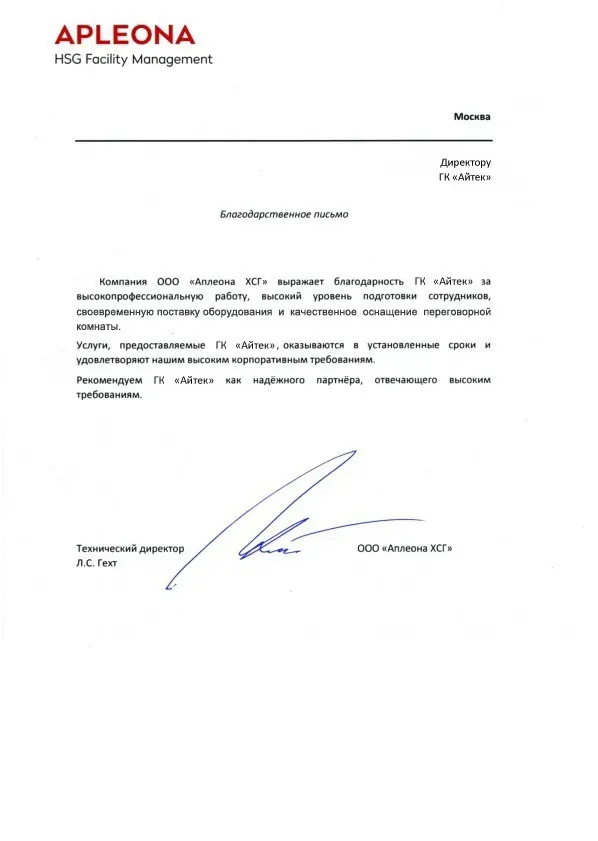 APLEONA
HSG Facility Management
Москва
Директору
ГК «Айтек»
Благодарственное письмо
Компания ООО «Аплеона ХСГ» выражает благодарность ГК «Айтек» за
высокопрофессиональную работу, высокий уровень подготовки сотрудников,
своевременную поставку оборудования и качественное оснащение переговорной
комнаты.
Услуги, предоставляемые ГК «Айтек», оказываются в установленные сроки и
удовлетворяют нашим высоким корпоративным требованиям.
Рекомендуем ГК «Айтек» как надёжного партнёра, отвечающего высоким
требованиям.
Технический директор
ООО «Аплеона ХСГ»
Л.С. Гехт